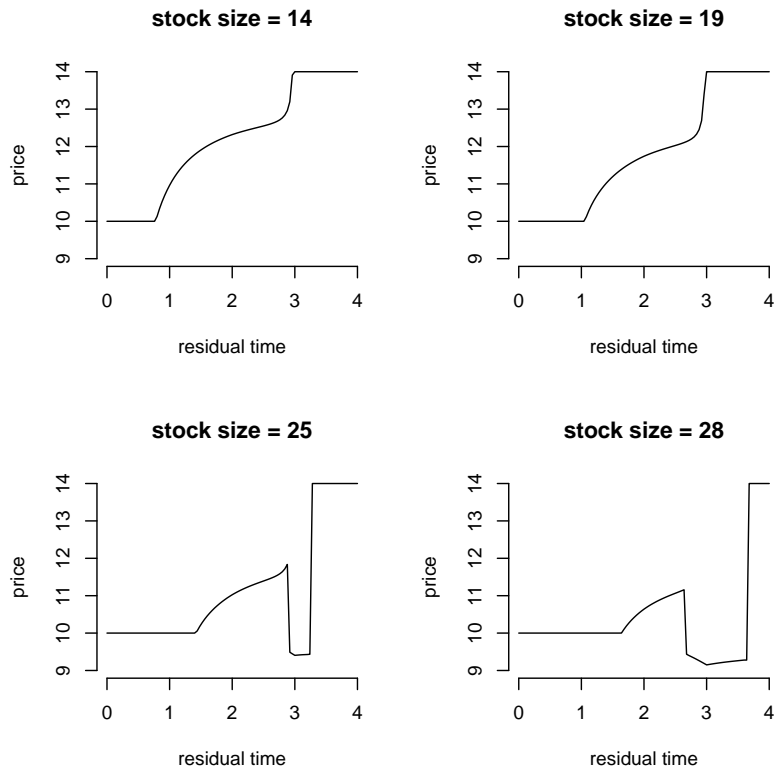 stock size = 14
14
13
12
11
10
9
price
0 1 2 3 4
residual time
stock size = 19
14
13
12
11
10
9
price
0 1 2 3 4
residual time
stock size = 25
14
13
12
11
10
9
price
0 1 2 3 4
residual time
stock size = 28
14
13
12
11
10
9
price
0 1 2 3 4
residual time